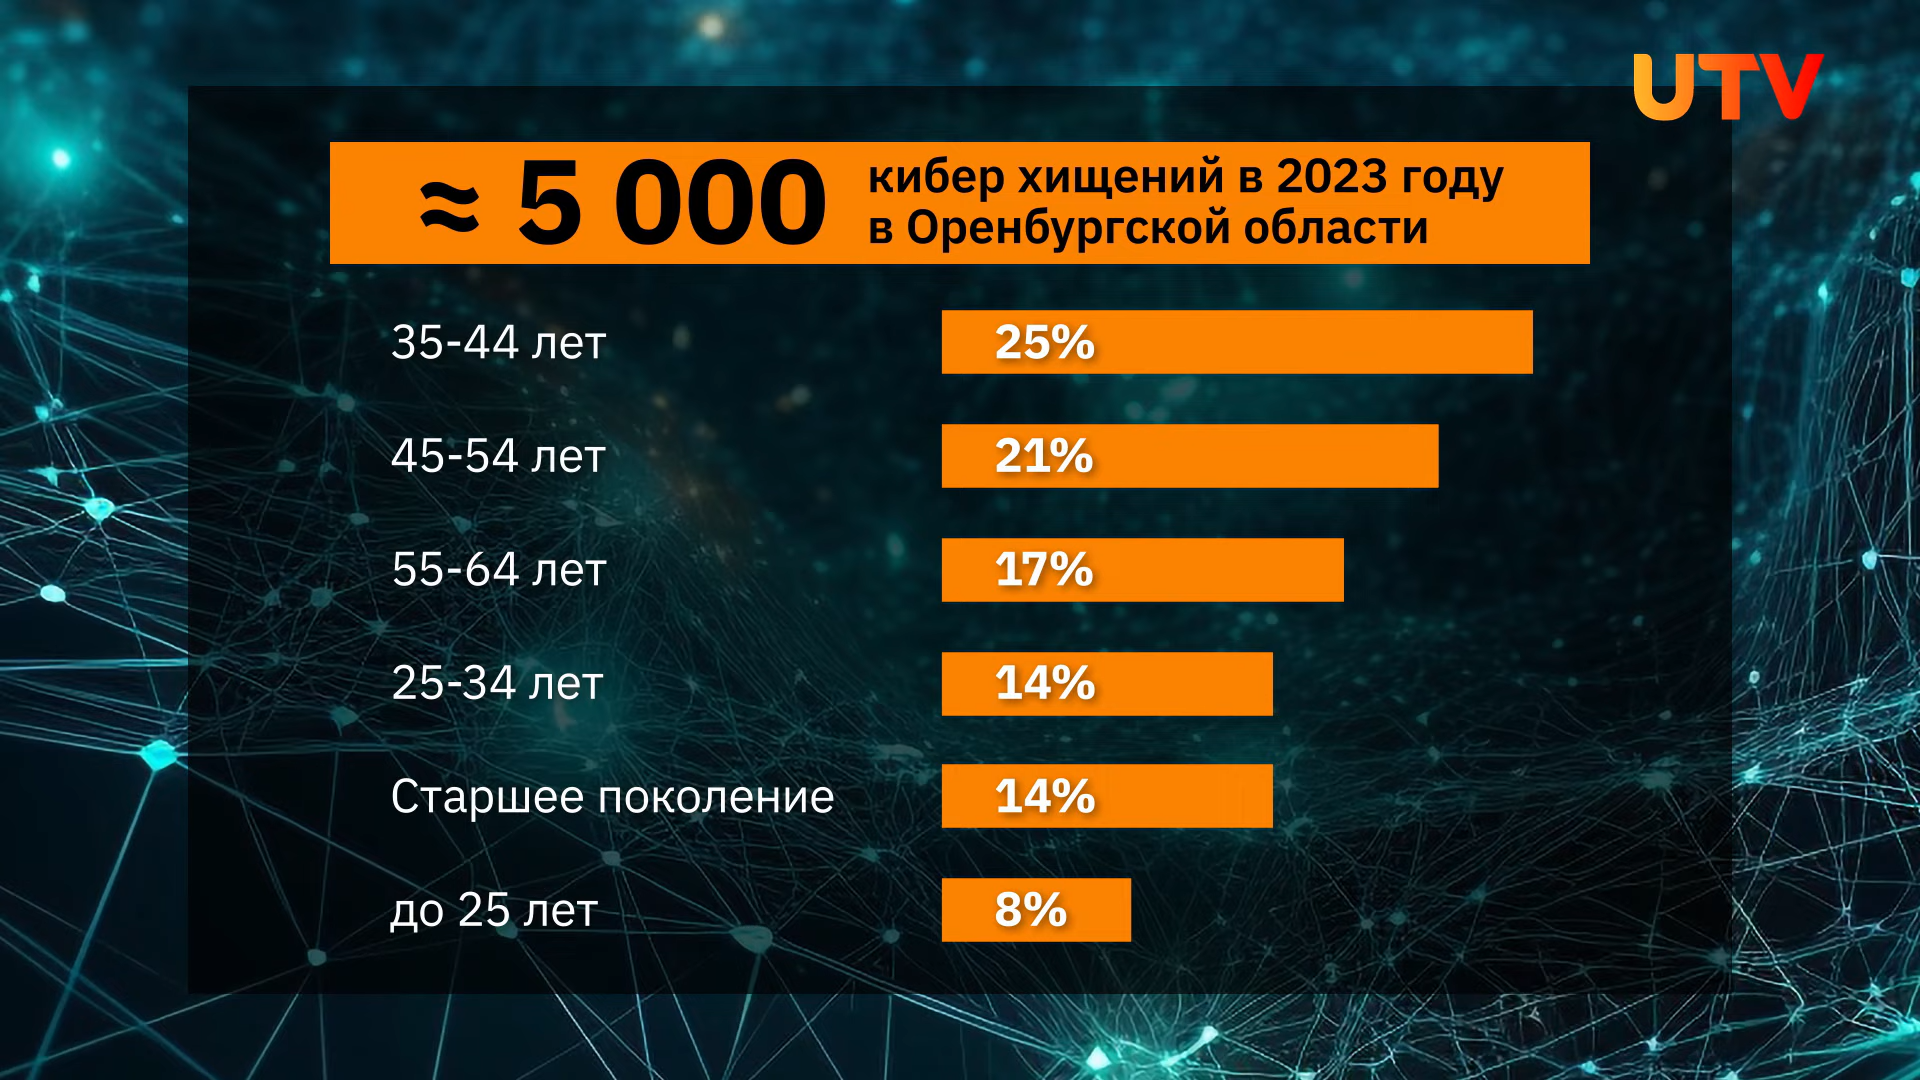 UTV
≈ 5 000
кибер хищений в 2023 году
в Оренбургской области
35-44 лет 25%
45-54 лет 21%
55-64 лет 17%
25-34 лет 14%
Старшее поколение 14%
до 25 лет 8%